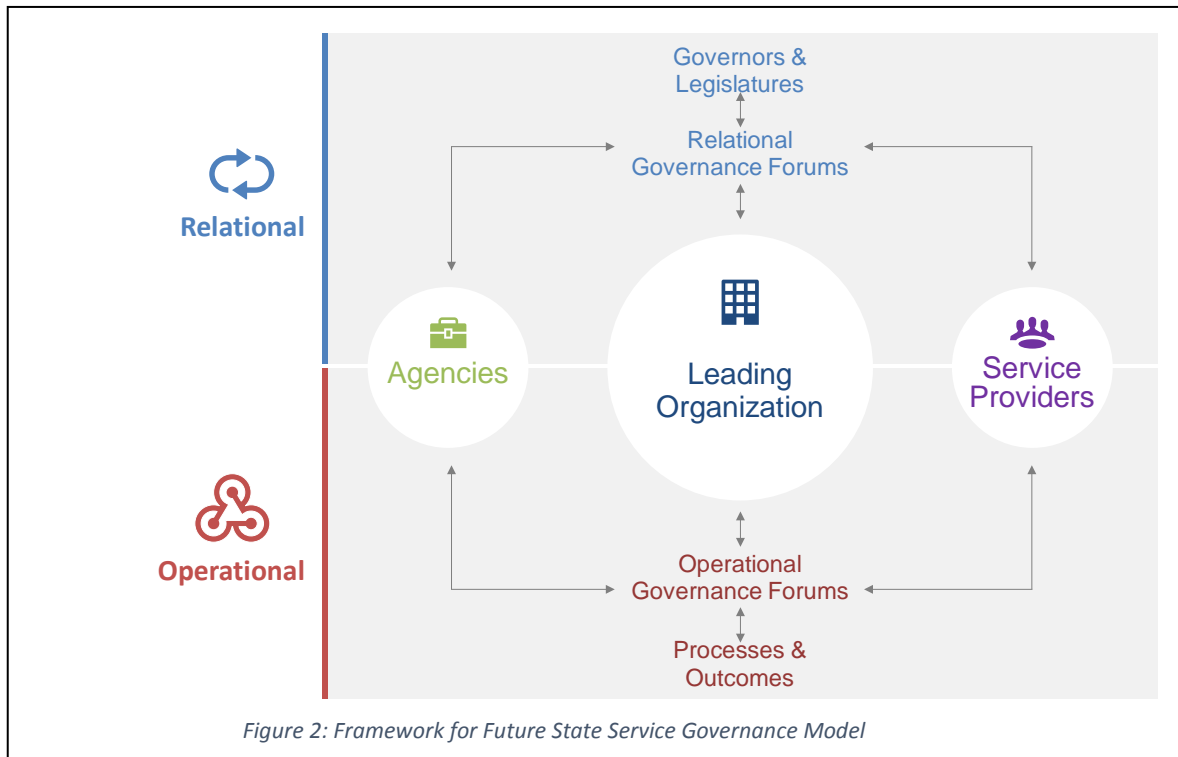 Governors &
Legislatures
Relational
Governance Forums
Relational
Agencies
Leading
Organization
Service
Providers
Operational
Operational
Governance Forums
Processes &
Outcomes
Figure 2: Framework for Future State Service Governance Model